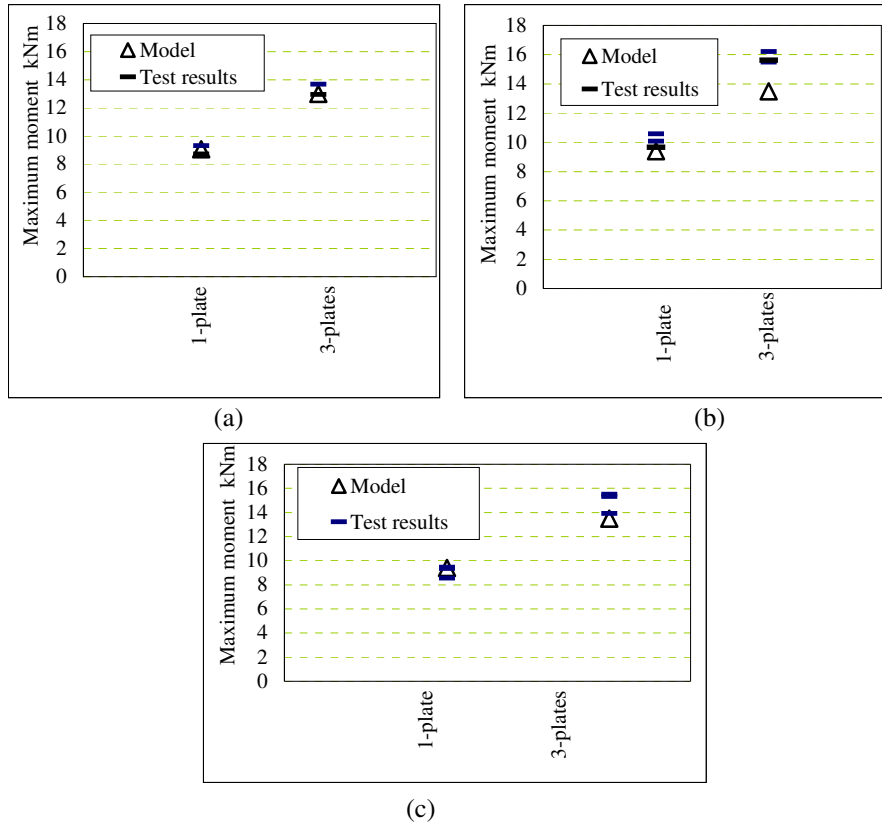 Maximum moment kNm
18
16
14
12
10
8
6
4
2
0
Model
Test results
1-plate
3-plates
(a)
Maximum moment kNm
18
16
14
12
10
8
6
4
2
0
Model
Test results
1-plate
3-plates
(b)
Maximum moment kNm
18
16
14
12
10
8
6
4
2
0
Model
Test results
1-plate
3-plates
(c)